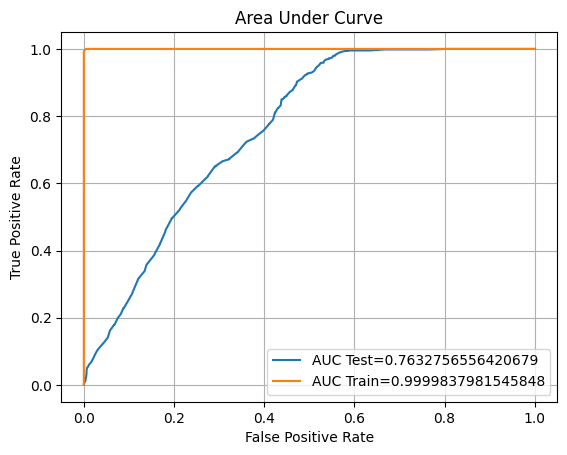 Area Under Curve
1.0
0.8
0.6
0.4
0.2
0.0
True Positive Rate
AUC Test=0.7632756556420679
AUC Train=0.9999837981545848
0.0 0.2 0.4 0.6 0.8 1.0
False Positive Rate